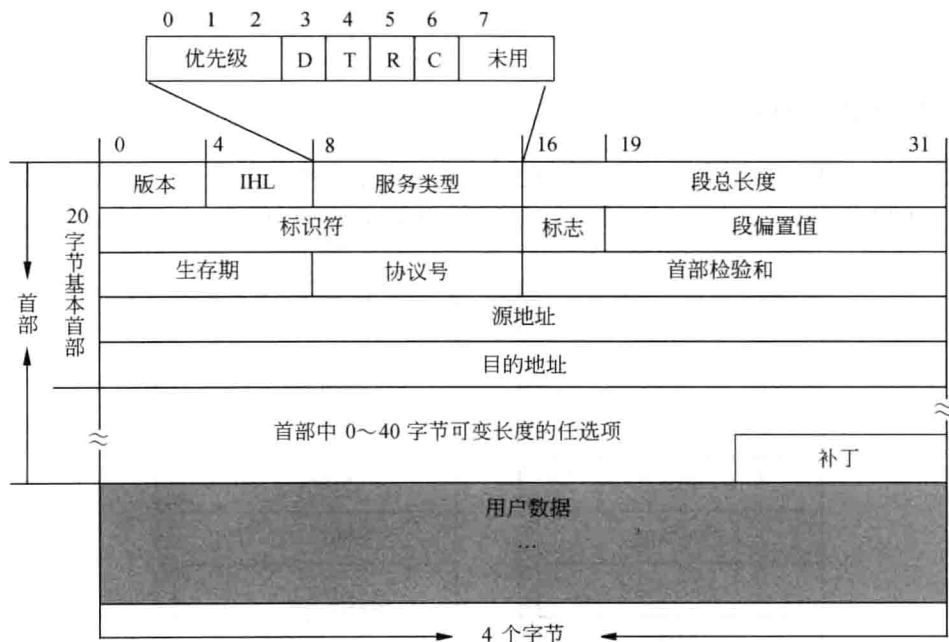 0 1 2 3 4 5 6 7
优先级 D T R C 未用
0 4 8 16 19 31
版本 IHL 服务类型 段总长度
标识符 标志 段偏置值
生存期 协议号 首部检验和
源地址
目的地址
20字节基本首部
首部
首部中 0～40 字节可变长度的任选项
补丁
用户数据
…
4 个字节